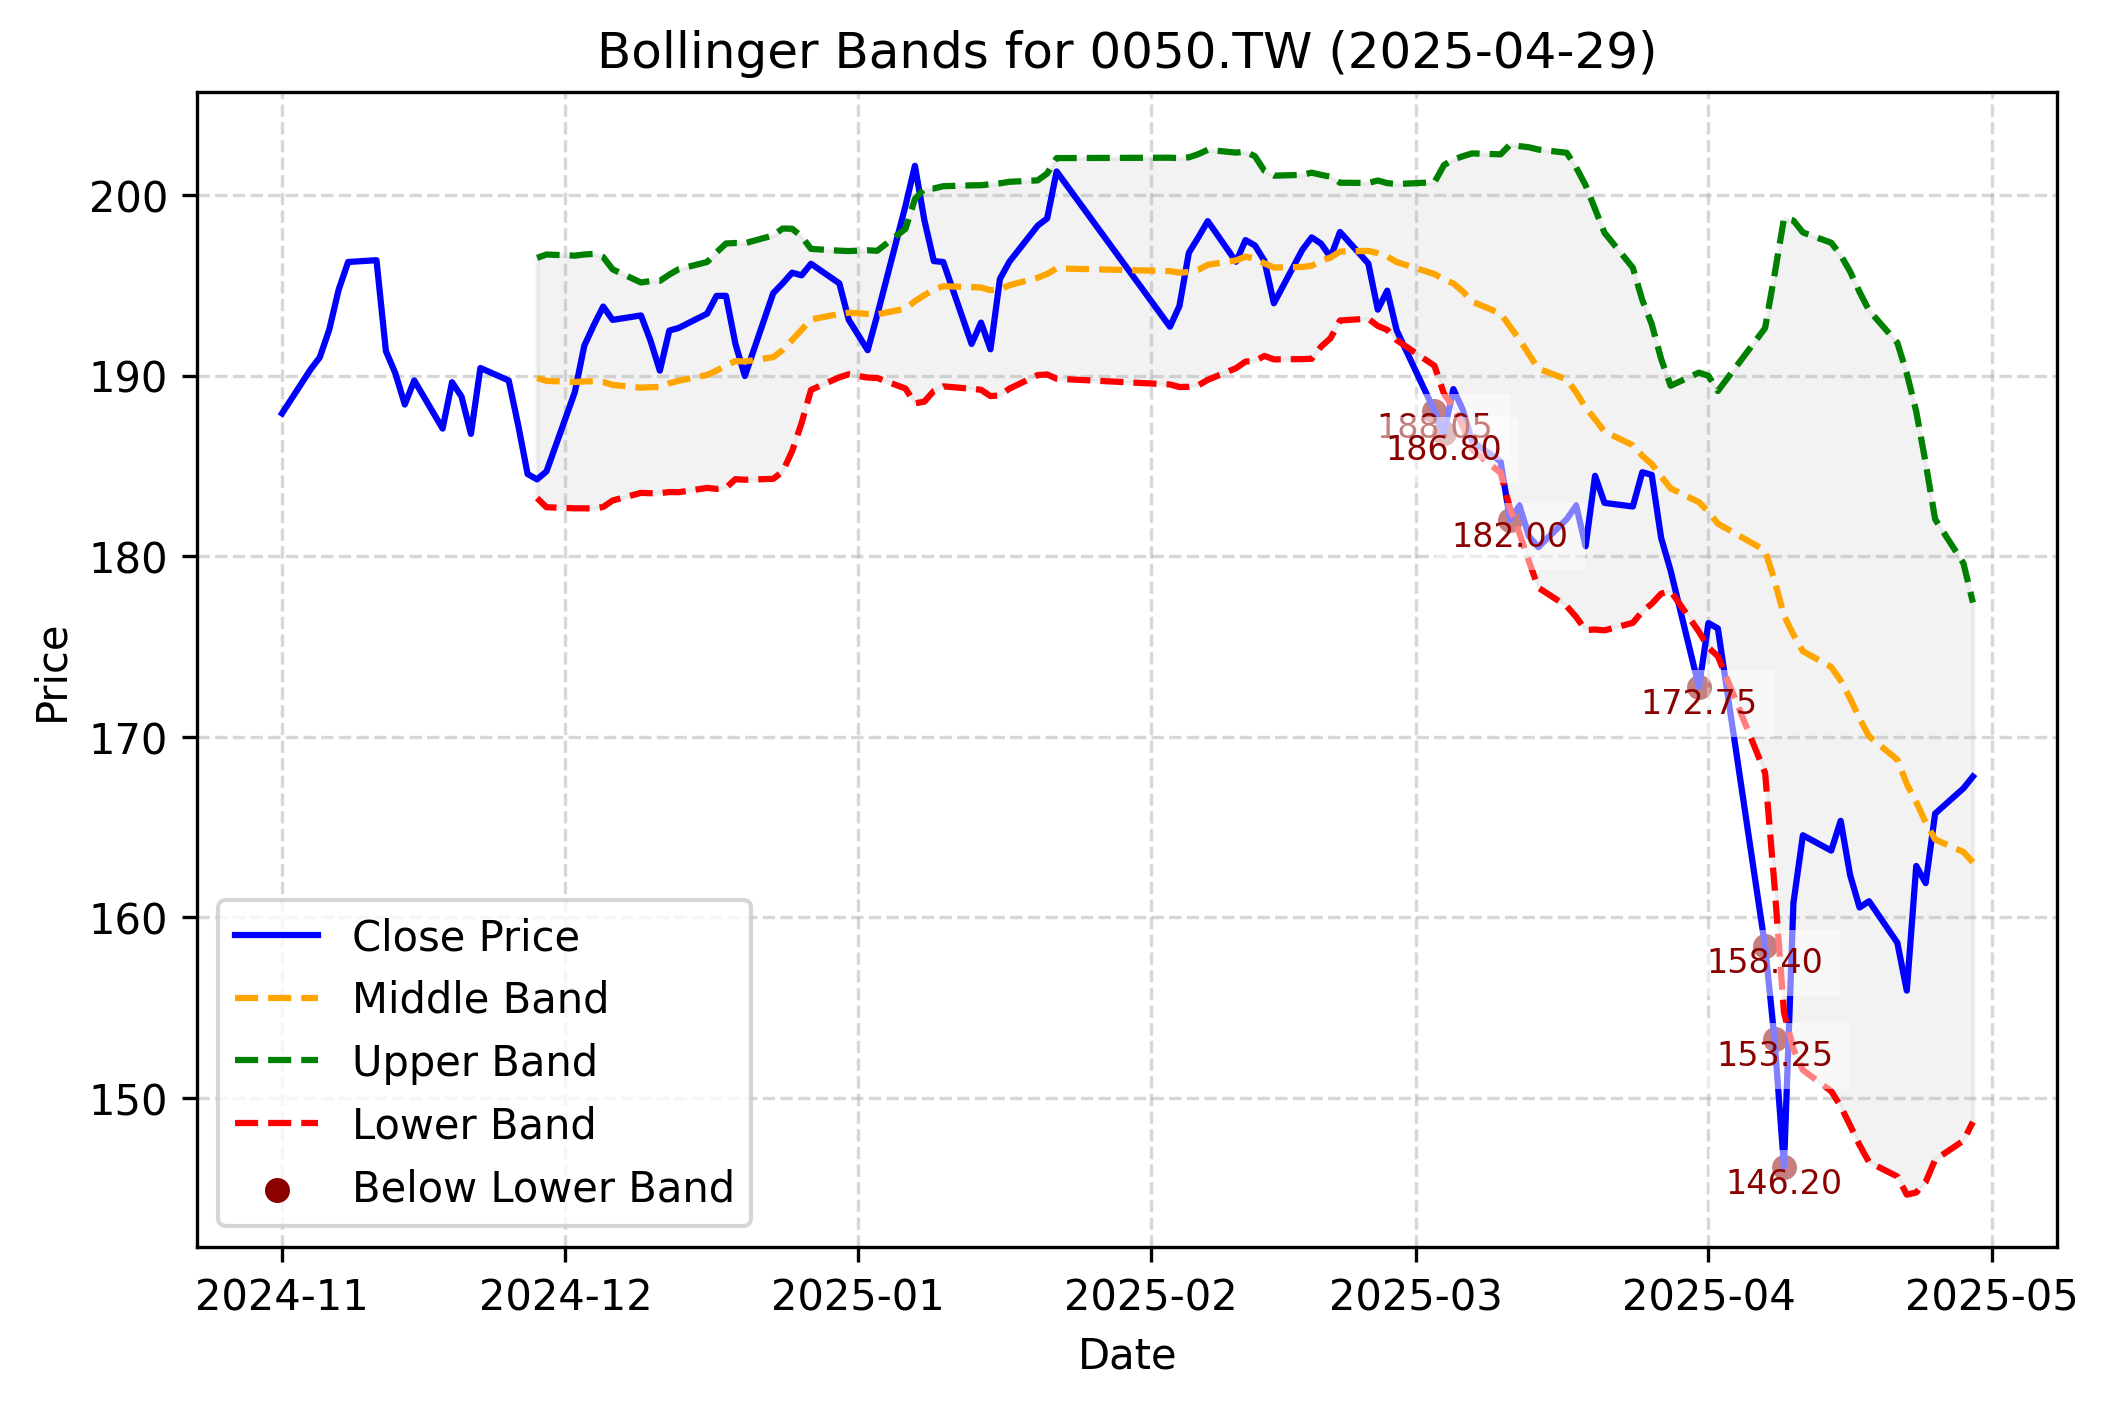 Bollinger Bands for 0050.TW (2025-04-29)
Price
200
190
180
170
160
150
188.05
186.80
182.00
172.75
158.40
153.25
146.20
Close Price
Middle Band
Upper Band
Lower Band
Below Lower Band
2024-11
2024-12
2025-01
2025-02
2025-03
2025-04
2025-05
Date